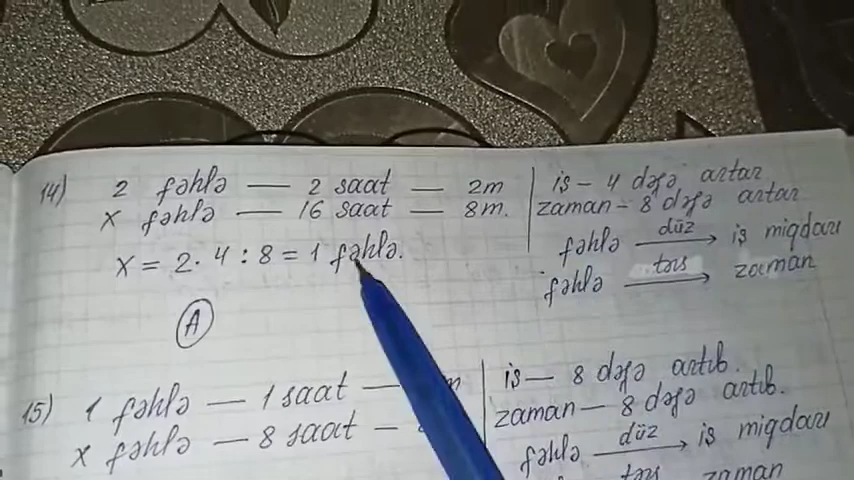 14) 2 fəhlə — 2 saat — 2m
x fəhlə — 16 saat — 8m.
x = 2 · 4 : 8 = 1 fəhlə.
A
iş - 4 dəfə artar
zaman - 8 dəfə artar
fəhlə düz → iş miqdarı
fəhlə tərs → zaman
15) 1 fəhlə — 1 saat — m
x fəhlə — 8 saat —
iş — 8 dəfə artıb.
zaman — 8 dəfə artıb.
fəhlə düz → iş miqdarı
tərs zaman